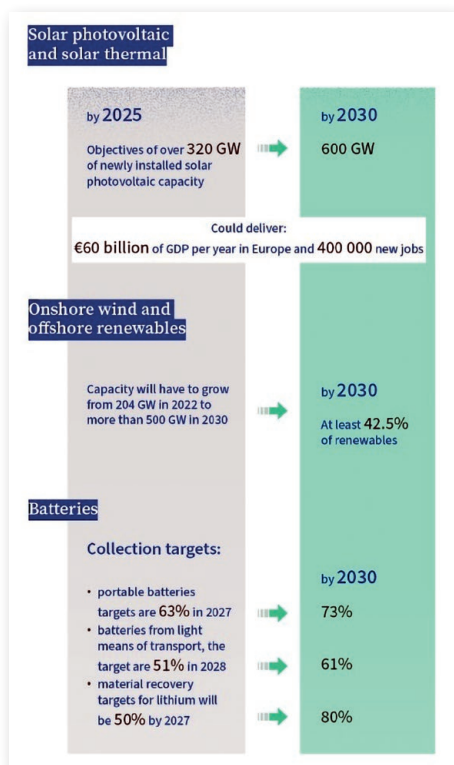 Solar photovoltaic
and solar thermal
by 2025
Objectives of over 320 GW
of newly installed solar
photovoltaic capacity
by 2030
600 GW
Could deliver:
€60 billion of GDP per year in Europe and 400 000 new jobs
Onshore wind and
offshore renewables
Capacity will have to grow
from 204 GW in 2022 to
more than 500 GW in 2030
by 2030
At least 42.5%
of renewables
Batteries
Collection targets:
by 2030
• portable batteries
targets are 63% in 2027
73%
• batteries from light
means of transport, the
target are 51% in 2028
61%
• material recovery
targets for lithium will
be 50% by 2027
80%